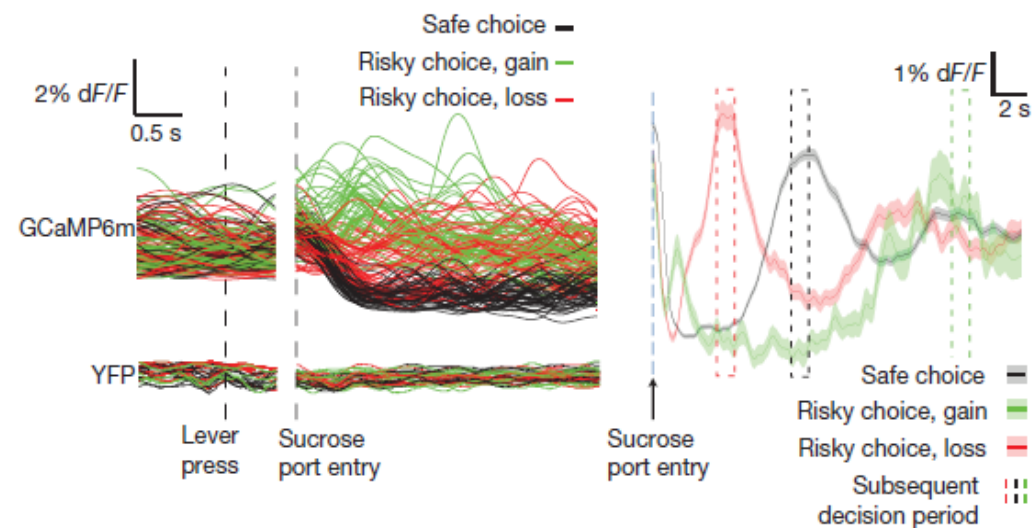 Safe choice
Risky choice, gain
Risky choice, loss
2% dF/F
0.5 s
1% dF/F
2 s
GCaMP6m
YFP
Lever
press
Sucrose
port entry
Sucrose
port entry
Safe choice
Risky choice, gain
Risky choice, loss
Subsequent
decision period